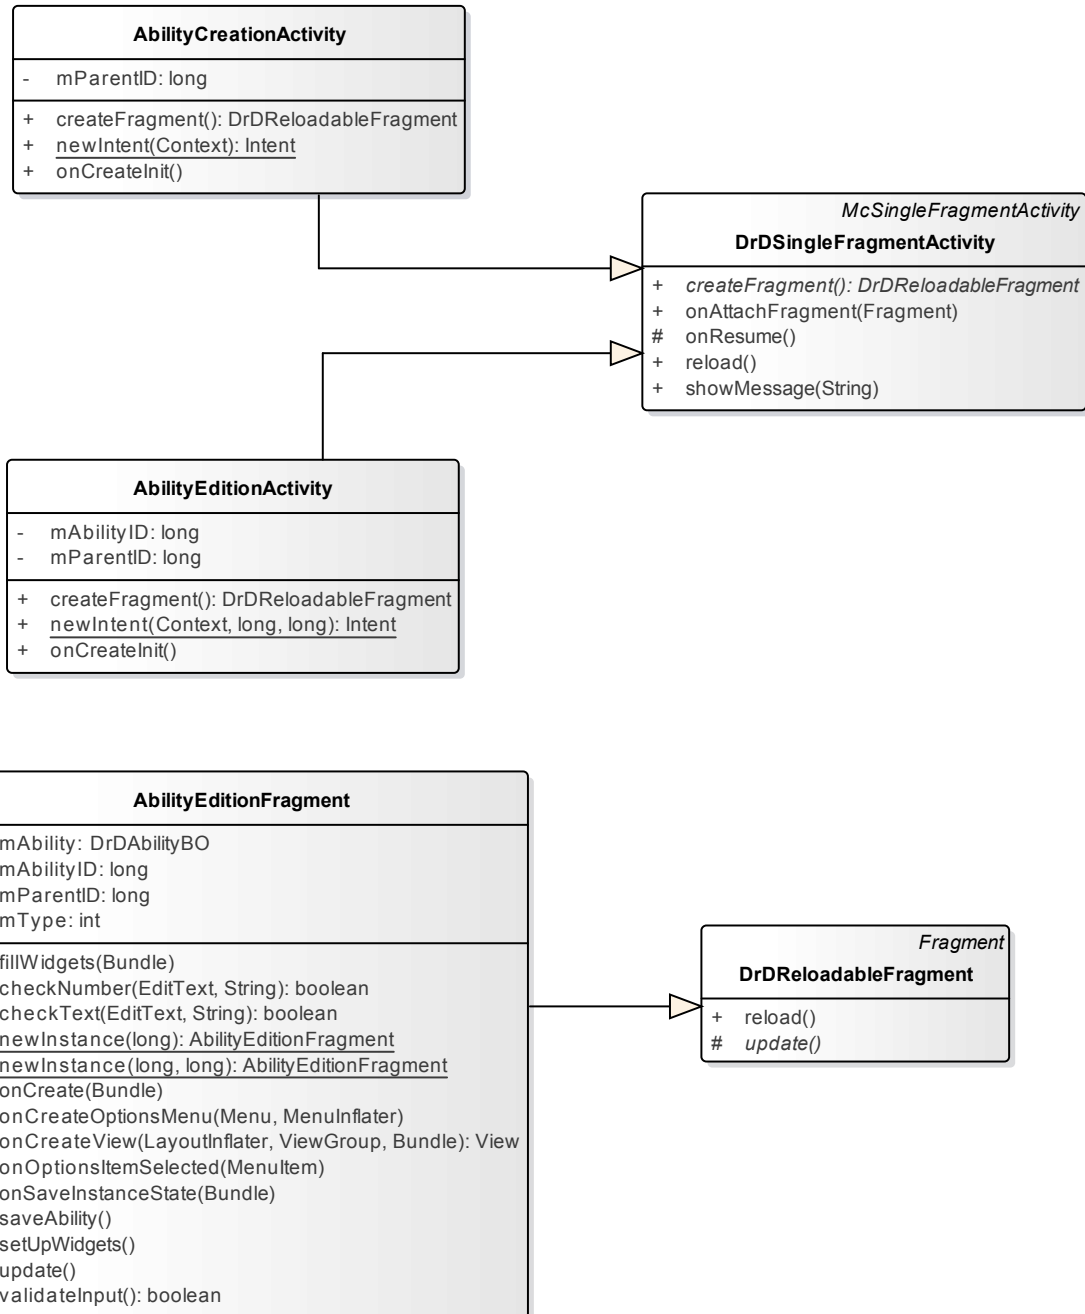 AbilityCreationActivity
- mParentID: long
+ createFragment(): DrDReloadableFragment
+ newIntent(Context): Intent
+ onCreateInit()
McSingleFragmentActivity
DrDSingleFragmentActivity
+ createFragment(): DrDReloadableFragment
+ onAttachFragment(Fragment)
# onResume()
+ reload()
+ showMessage(String)
AbilityEditionActivity
- mAbilityID: long
- mParentID: long
+ createFragment(): DrDReloadableFragment
+ newIntent(Context, long, long): Intent
+ onCreateInit()
AbilityEditionFragment
mAbility: DrDAbilityBO
mAbilityID: long
mParentID: long
mType: int
fillWidgets(Bundle)
checkNumber(EditText, String): boolean
checkText(EditText, String): boolean
newInstance(long): AbilityEditionFragment
newInstance(long, long): AbilityEditionFragment
onCreate(Bundle)
onCreateOptionsMenu(Menu, MenuInflater)
onCreateView(LayoutInflater, ViewGroup, Bundle): View
onOptionsItemSelected(MenuItem)
onSaveInstanceState(Bundle)
saveAbility()
setUpWidgets()
update()
validateInput(): boolean
Fragment
DrDReloadableFragment
+ reload()
# update()